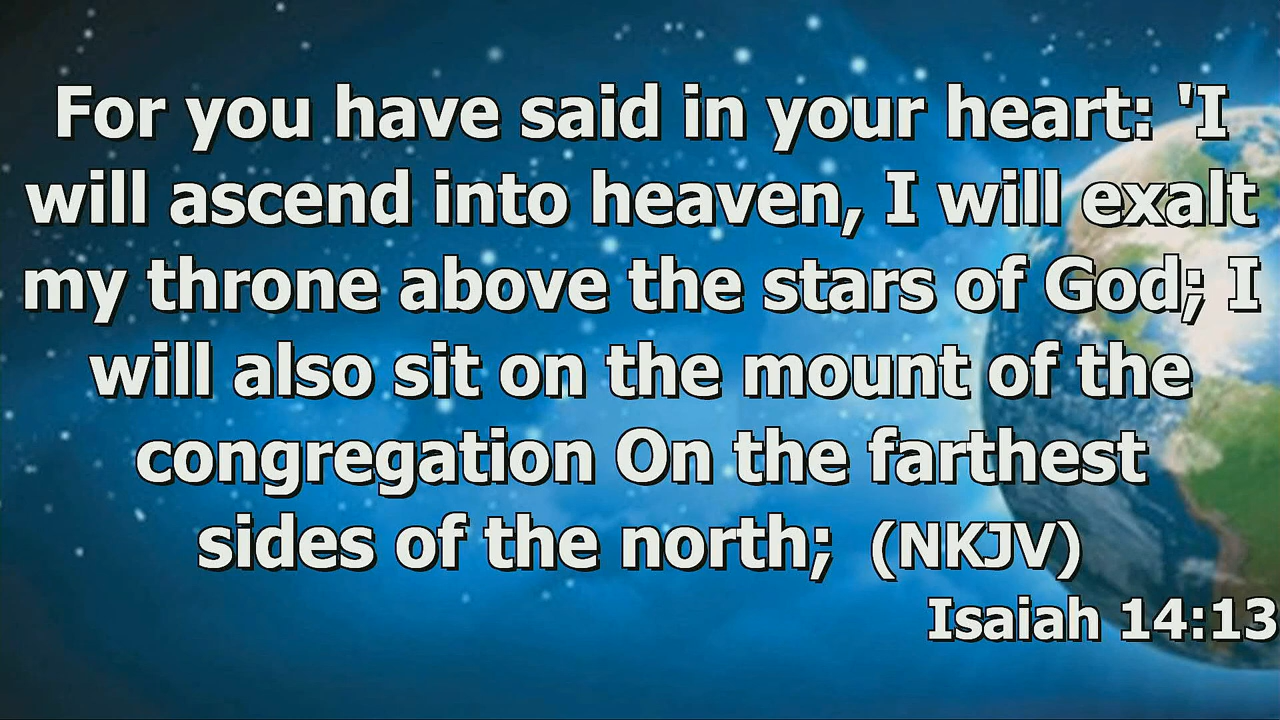 For you have said in your heart: 'I
will ascend into heaven, I will exalt
my throne above the stars of God; I
will also sit on the mount of the
congregation On the farthest
sides of the north; (NKJV)
Isaiah 14:13